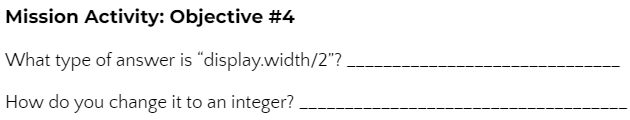 Mission Activity: Objective #4
What type of answer is “display.width/2”? ______________________________
How do you change it to an integer? ____________________________________